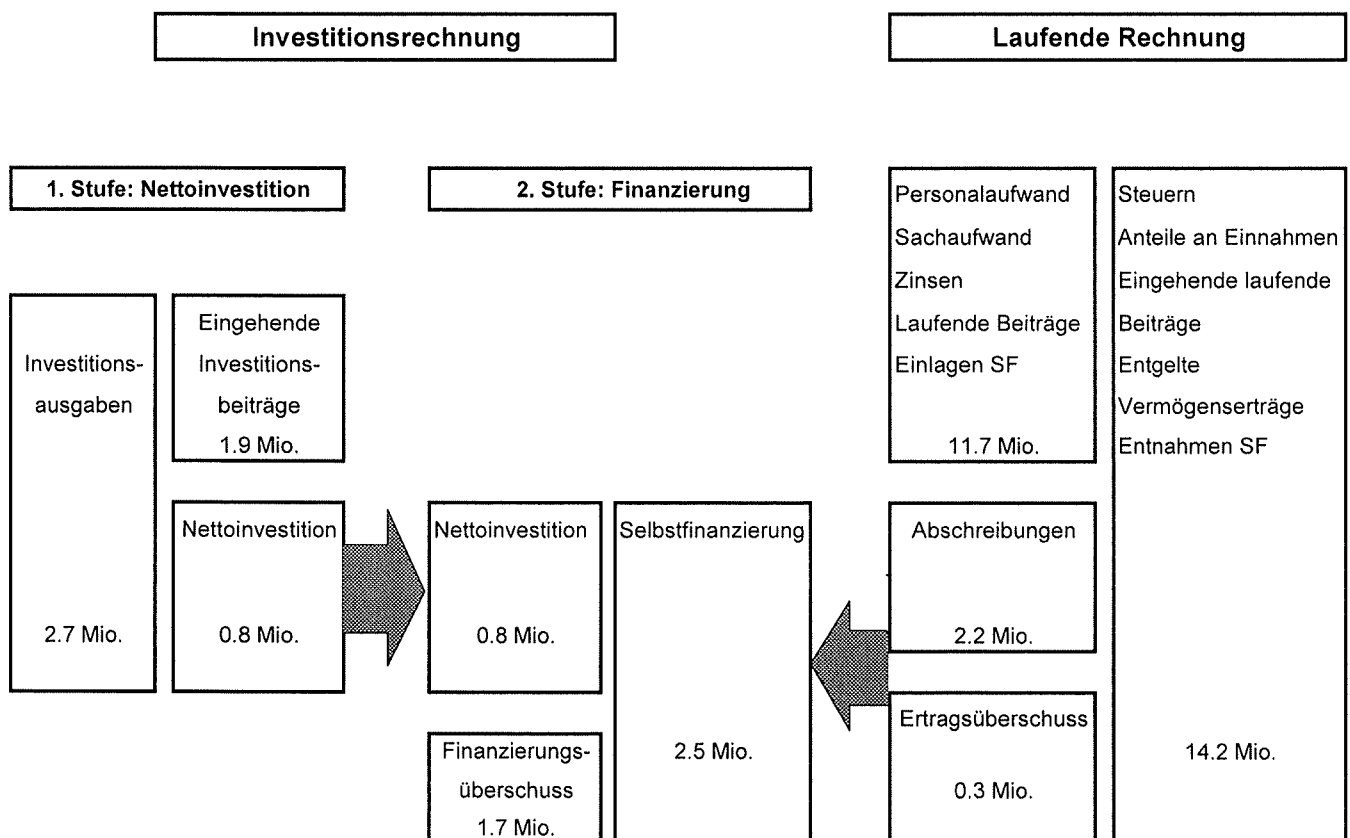 Investitionsrechnung
Laufende Rechnung
1. Stufe: Nettoinvestition
2. Stufe: Finanzierung
Investitions-
ausgaben
2.7 Mio.
Eingehende
Investitions-
beiträge
1.9 Mio.
Nettoinvestition
0.8 Mio.
Nettoinvestition
0.8 Mio.
Finanzierungs-
überschuss
1.7 Mio.
Selbstfinanzierung
2.5 Mio.
Personalaufwand
Sachaufwand
Zinsen
Laufende Beiträge
Einlagen SF
11.7 Mio.
Abschreibungen
2.2 Mio.
Ertragsüberschuss
0.3 Mio.
Steuern
Anteile an Einnahmen
Eingehende laufende
Beiträge
Entgelte
Vermögenserträge
Entnahmen SF
14.2 Mio.